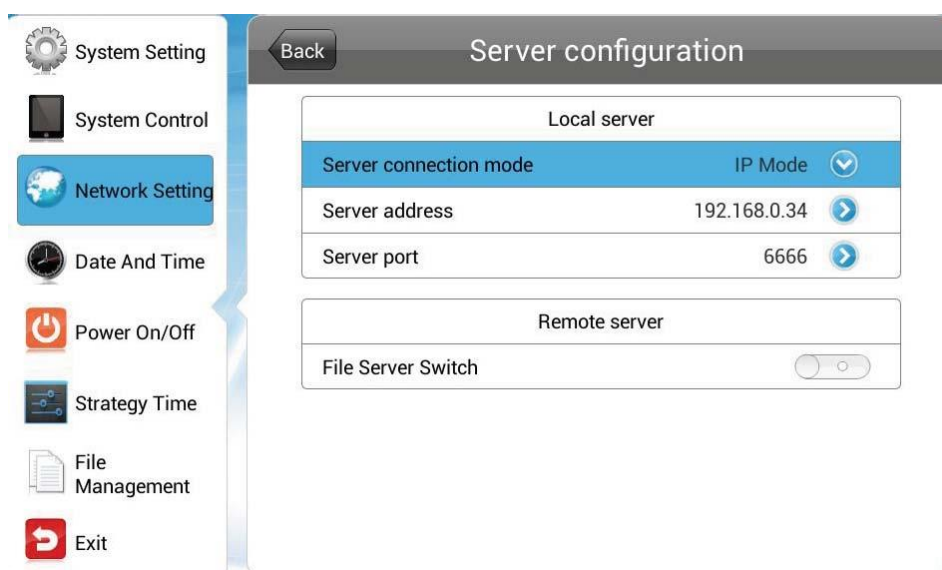 System Setting
System Control
Network Setting
Date And Time
Power On/Off
Strategy Time
File
Management
Exit
Back
Server configuration
Local server
Server connection mode IP Mode
Server address 192.168.0.34
Server port 6666
Remote server
File Server Switch